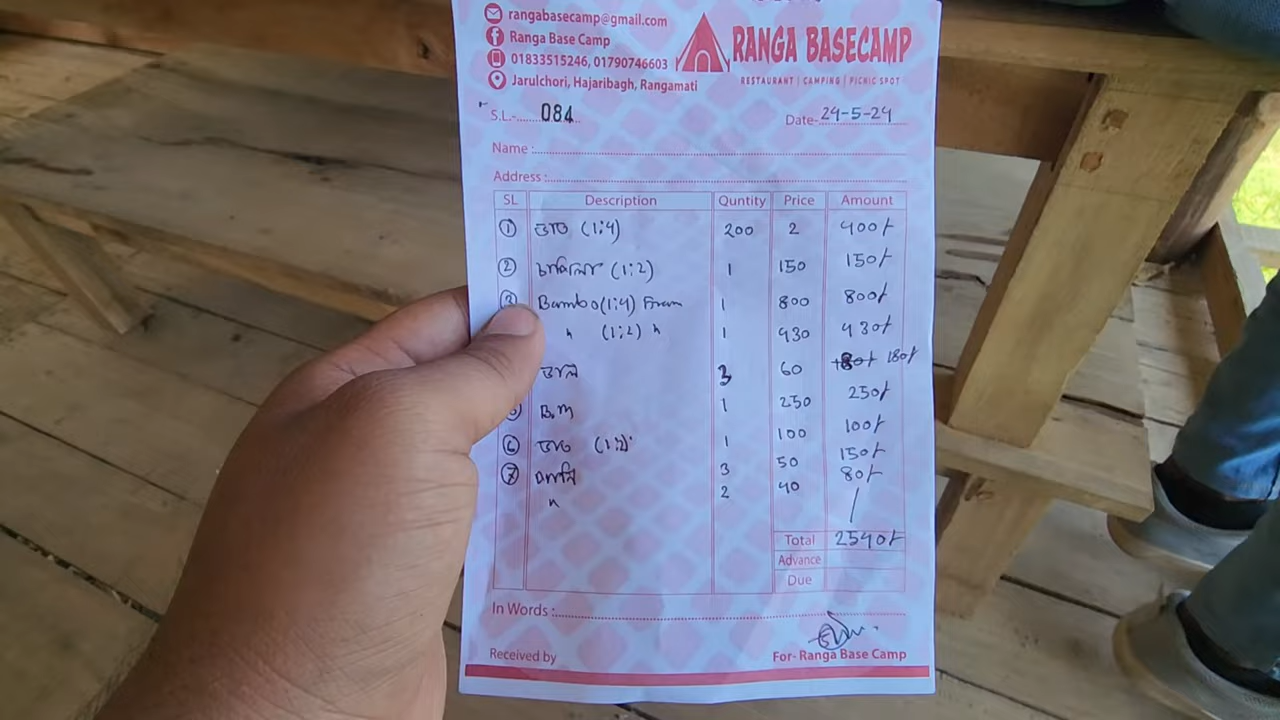 rangabasecamp@gmail.com
Ranga Base Camp
01833515246, 01790746603
Jarulchori, Hajaribagh, Rangamati
RANGA BASECAMP
RESTAURANT | CAMPING | PICNIC SPOT
S.L.-...... 084
Date- 24-5-24
Name :
Address :
SL Description Quntity Price Amount
① ভাত (1:4) 200 2 400/-
② (1:2) 1 150 150/-
③ Bambo (1:4) 1 800 800/-
" (1:2) " 1 430 430/-
ডাল 3 60 180/- 180/-
B.M 1 250 250/-
⑥ ভাত 1 100 100/-
⑦ 3 50 150/-
" 2 40 80/-
Total 2540/-
Advance
Due
In Words :
Received by
For- Ranga Base Camp